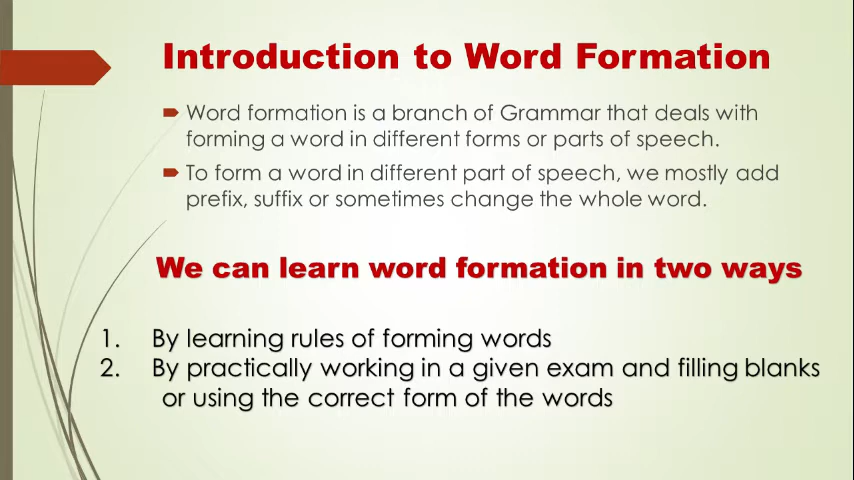 Introduction to Word Formation
Word formation is a branch of Grammar that deals with
forming a word in different forms or parts of speech.
To form a word in different part of speech, we mostly add
prefix, suffix or sometimes change the whole word.
We can learn word formation in two ways
1. By learning rules of forming words
2. By practically working in a given exam and filling blanks
or using the correct form of the words